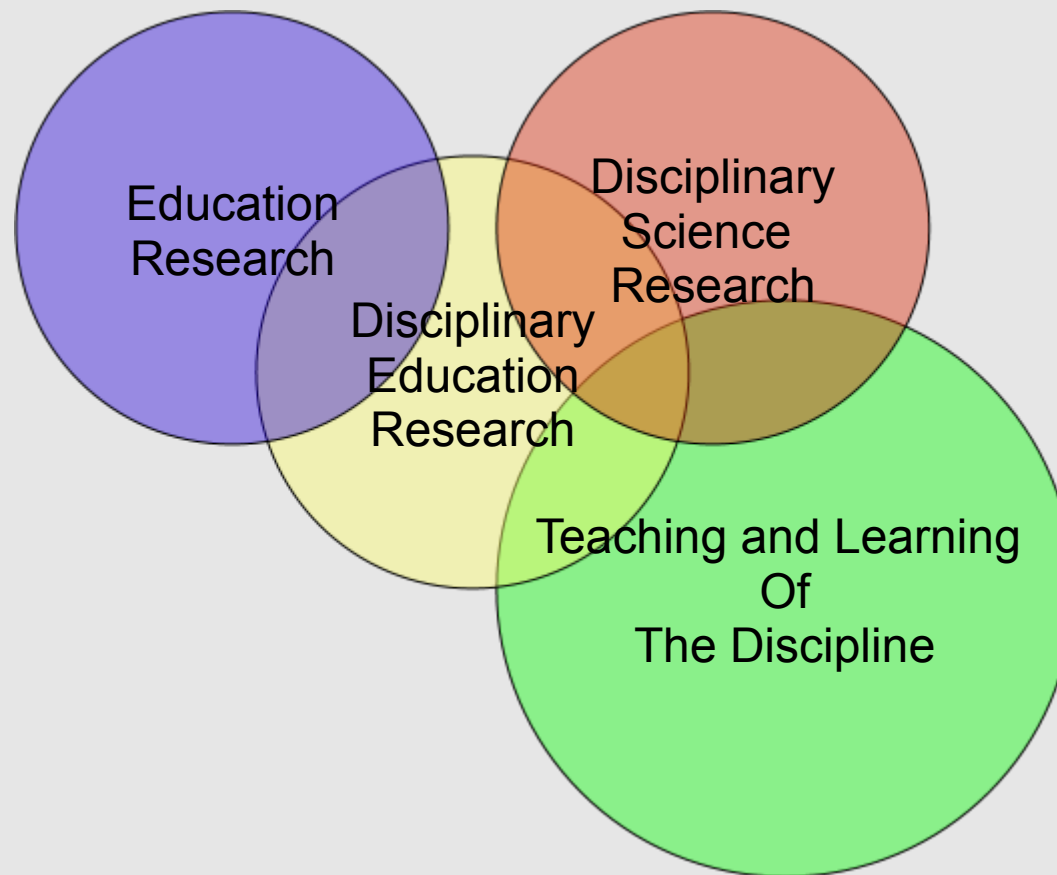 Education
Research
Disciplinary
Science
Research
Disciplinary
Education
Research
Teaching and Learning
Of
The Discipline